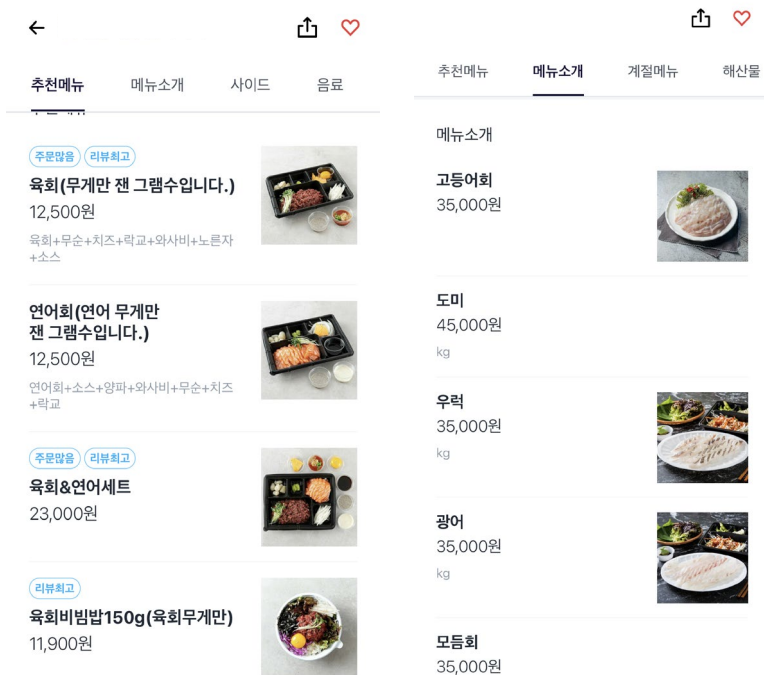 추천메뉴 메뉴소개 사이드 음료
주문많음 리뷰최고
육회(무게만 잰 그램수입니다.)
12,500원
육회+무순+치즈+락교+와사비+노른자
+소스
연어회(연어 무게만
잰 그램수입니다.)
12,500원
연어회+소스+양파+와사비+무순+치즈
+락교
주문많음 리뷰최고
육회&연어세트
23,000원
리뷰최고
육회비빔밥150g(육회무게만)
11,900원
추천메뉴 메뉴소개 계절메뉴 해산물
메뉴소개
고등어회
35,000원
도미
45,000원
kg
우럭
35,000원
kg
광어
35,000원
kg
모듬회
35,000원